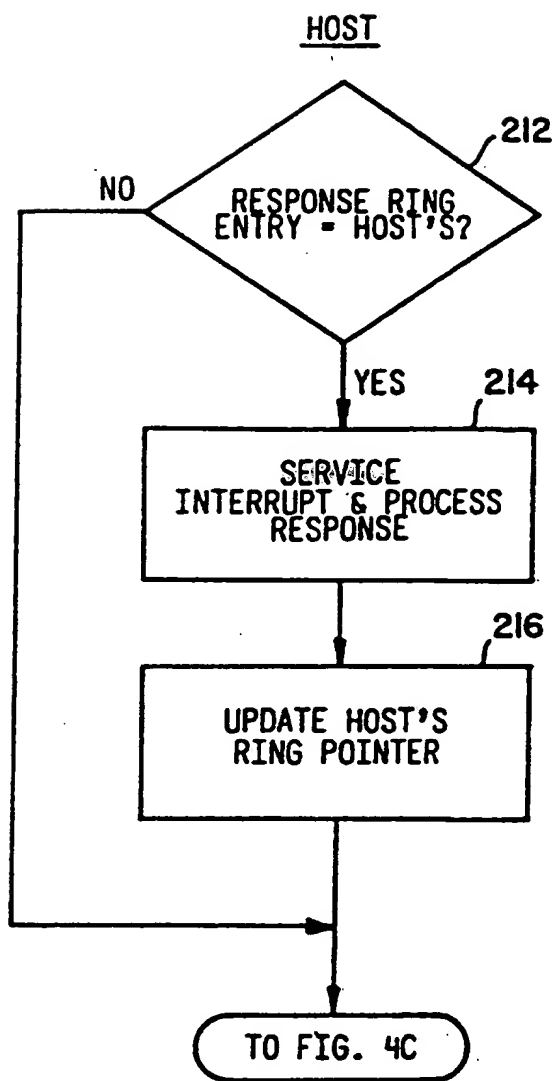 HOST
212
NO
RESPONSE RING
ENTRY = HOST'S?
YES
214
SERVICE
INTERRUPT & PROCESS
RESPONSE
216
UPDATE HOST'S
RING POINTER
TO FIG. 4C